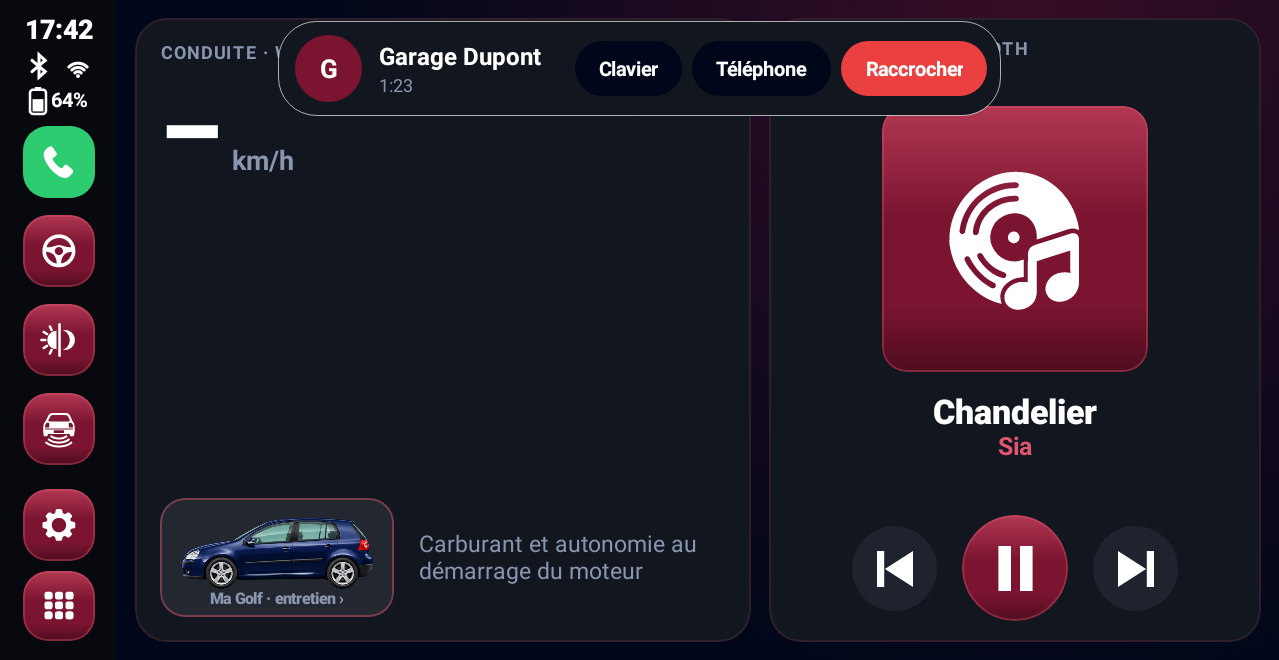 17:42
64%
CONDUITE ·
G
Garage Dupont
1:23
Clavier
Téléphone
Raccrocher
km/h
Chandelier
Sia
Carburant et autonomie au
démarrage du moteur
Ma Golf · entretien ›